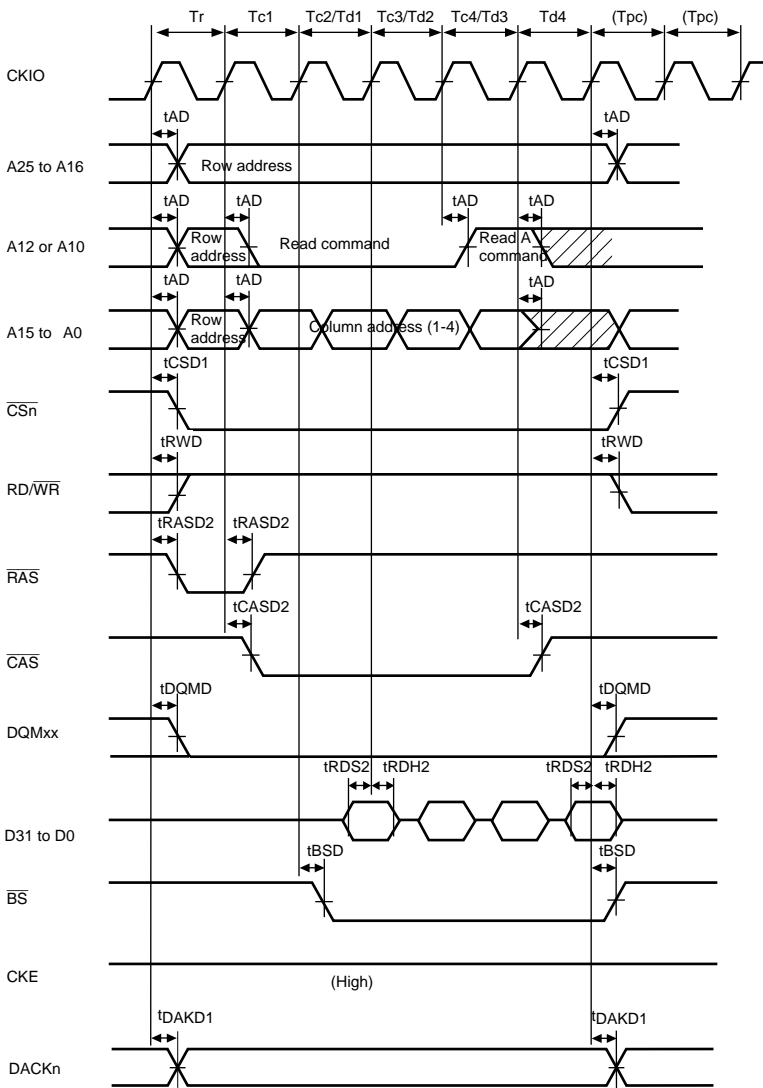 Tr Tc1 Tc2/Td1 Tc3/Td2 Tc4/Td3 Td4 (Tpc) (Tpc)
CKIO
tAD tAD
A25 to A16 Row address
tAD tAD tAD tAD
A12 or A10 Row address Read command Read A command
tAD tAD tAD
A15 to A0 Row address Column address (1-4)
tCSD1 tCSD1
CSn
tRWD tRWD
RD/WR
tRASD2 tRASD2
RAS
tCASD2 tCASD2
CAS
tDQMD tDQMD
DQMxx
tRDS2 tRDH2 tRDS2 tRDH2
D31 to D0
tBSD tBSD
BS
CKE (High)
tDAKD1 tDAKD1
DACKn